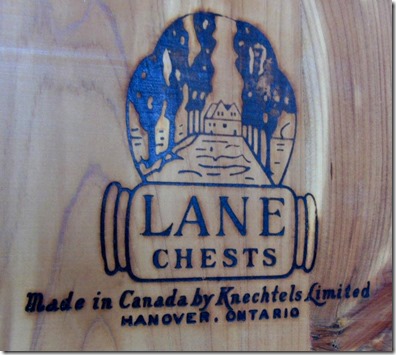 LANE
CHESTS
Made in Canada by Knechtels Limited
HANOVER, ONTARIO